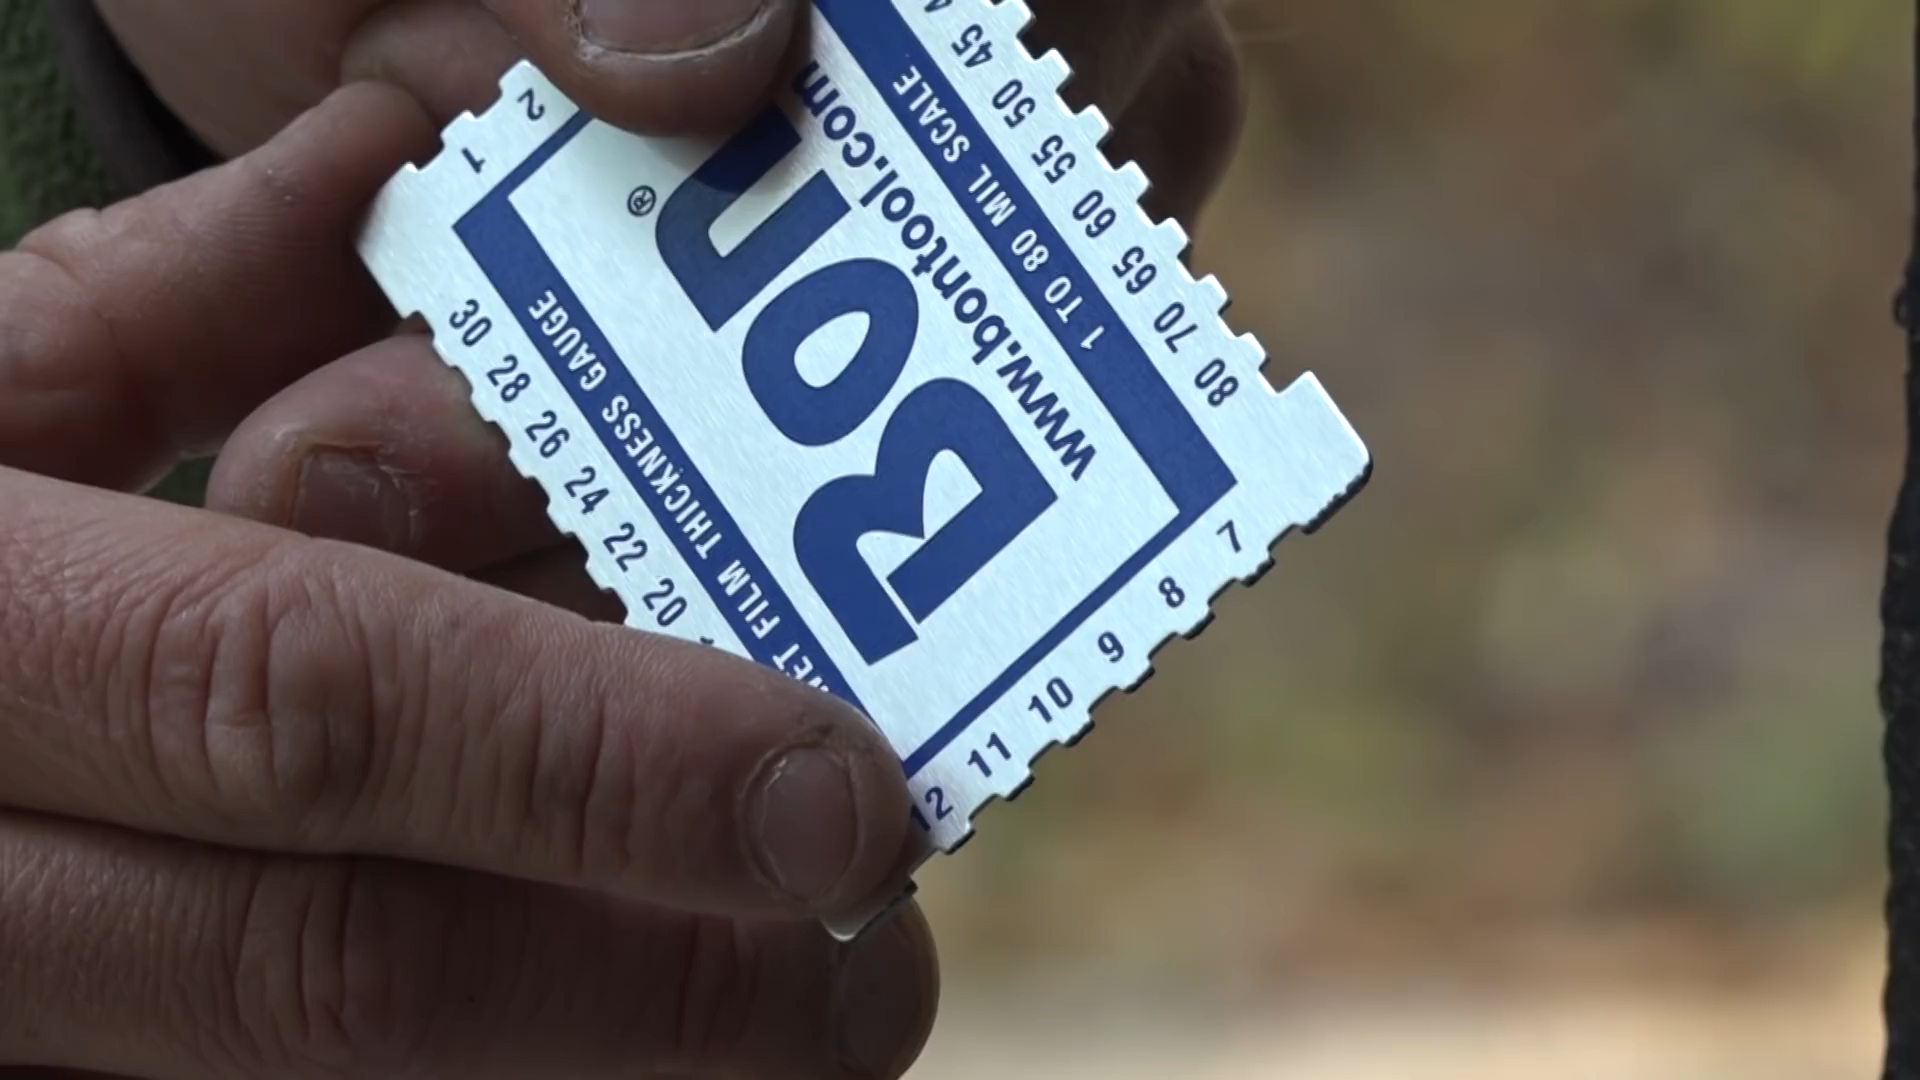 WET FILM THICKNESS GAUGE
Bon®
www.bontool.com
1 TO 80 MIL SCALE
1 2
7 8 9 10 11 12
20 22 24 26 28 30
45 50 55 60 65 70 80